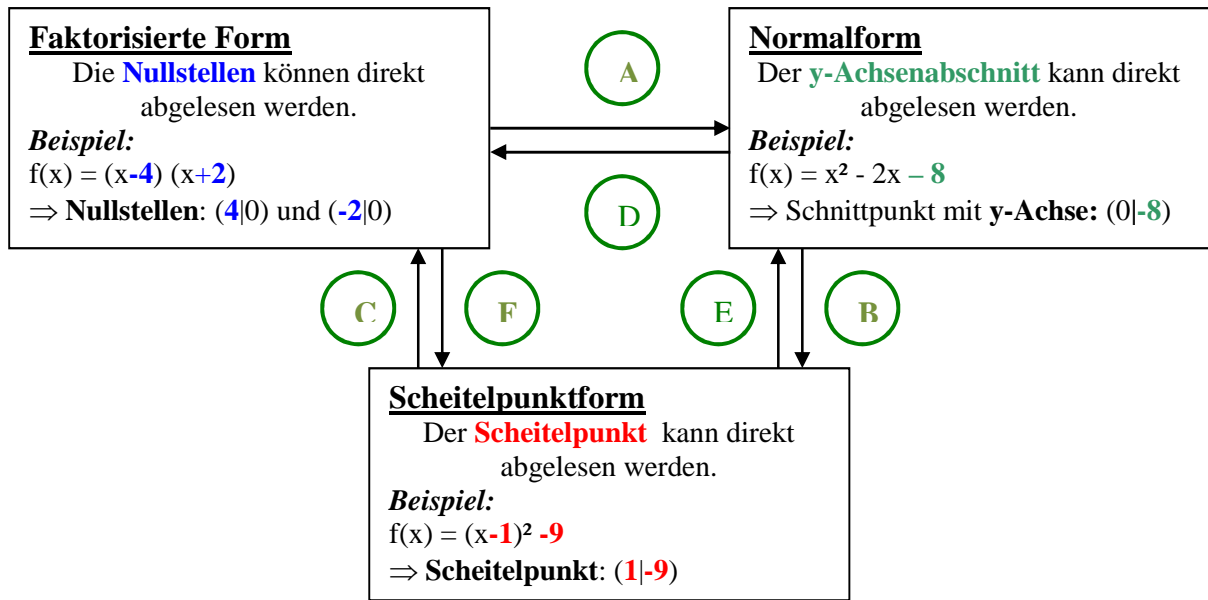 Faktorisierte Form
Die Nullstellen können direkt
abgelesen werden.
Beispiel:
f(x) = (x-4) (x+2)
⇒ Nullstellen: (4|0) und (-2|0)
A
D
Normalform
Der y-Achsenabschnitt kann direkt
abgelesen werden.
Beispiel:
f(x) = x² - 2x – 8
⇒ Schnittpunkt mit y-Achse: (0|-8)
C
F
E
B
Scheitelpunktform
Der Scheitelpunkt kann direkt
abgelesen werden.
Beispiel:
f(x) = (x-1)² -9
⇒ Scheitelpunkt: (1|-9)